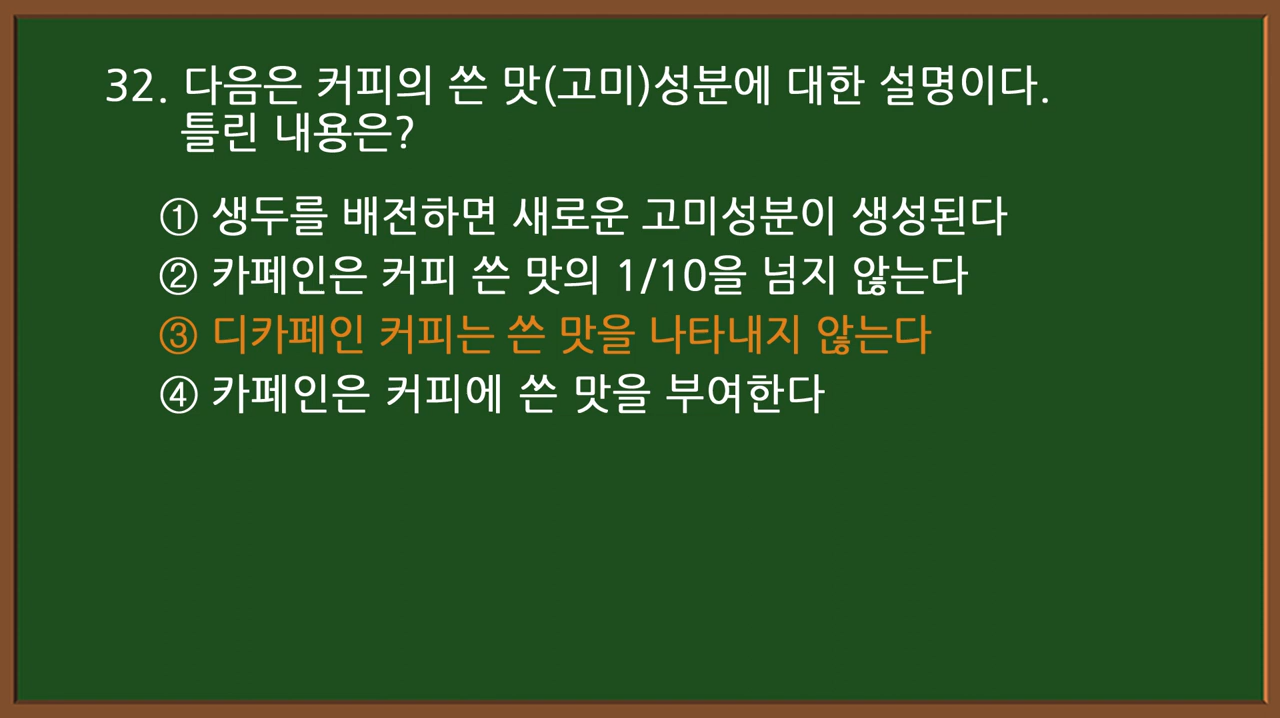 32. 다음은 커피의 쓴 맛(고미)성분에 대한 설명이다.
틀린 내용은?
① 생두를 배전하면 새로운 고미성분이 생성된다
② 카페인은 커피 쓴 맛의 1/10을 넘지 않는다
③ 디카페인 커피는 쓴 맛을 나타내지 않는다
④ 카페인은 커피에 쓴 맛을 부여한다